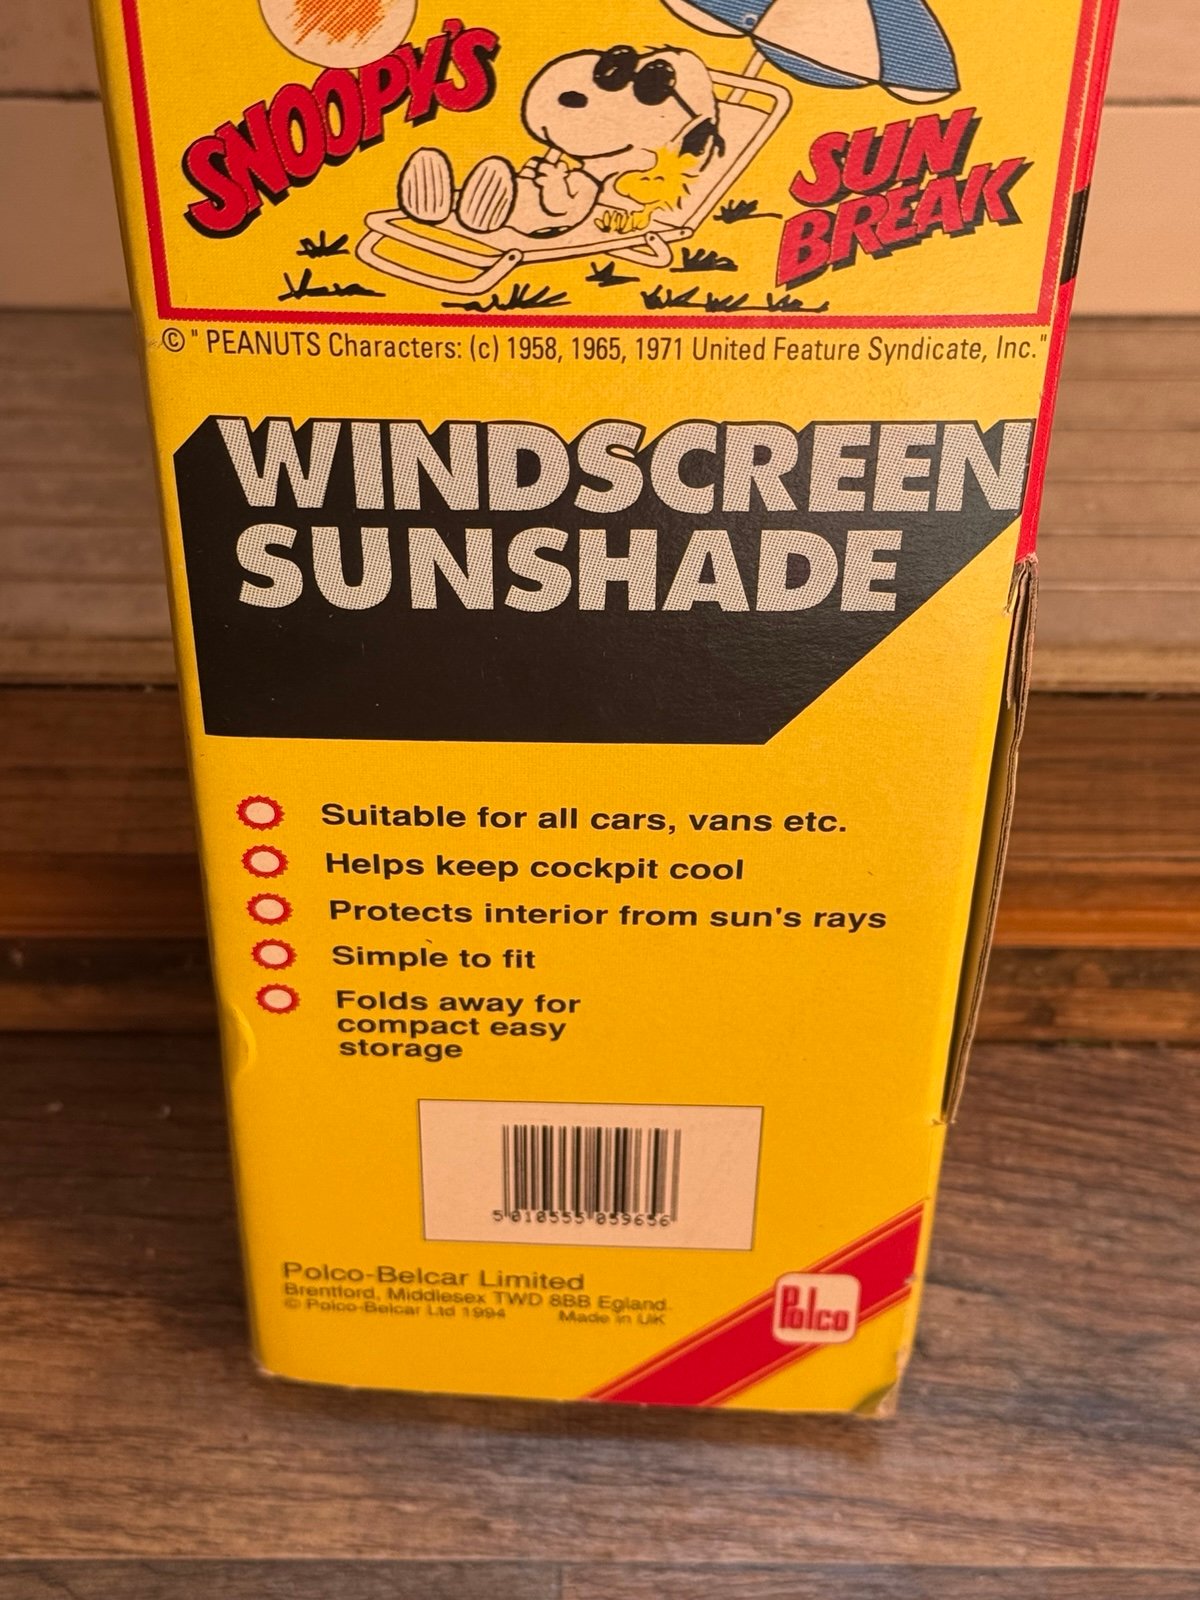 SNOOPY'S
SUN
BREAK
©" PEANUTS Characters: (c) 1958, 1965, 1971 United Feature Syndicate, Inc."
WINDSCREEN
SUNSHADE
Suitable for all cars, vans etc.
Helps keep cockpit cool
Protects interior from sun's rays
Simple to fit
Folds away for
compact easy
storage
5 010555 059656
Polco-Belcar Limited
Brentford, Middlesex TWD 8BB Egland.
© Polco-Belcar Ltd 1994 Made in UK
Polco